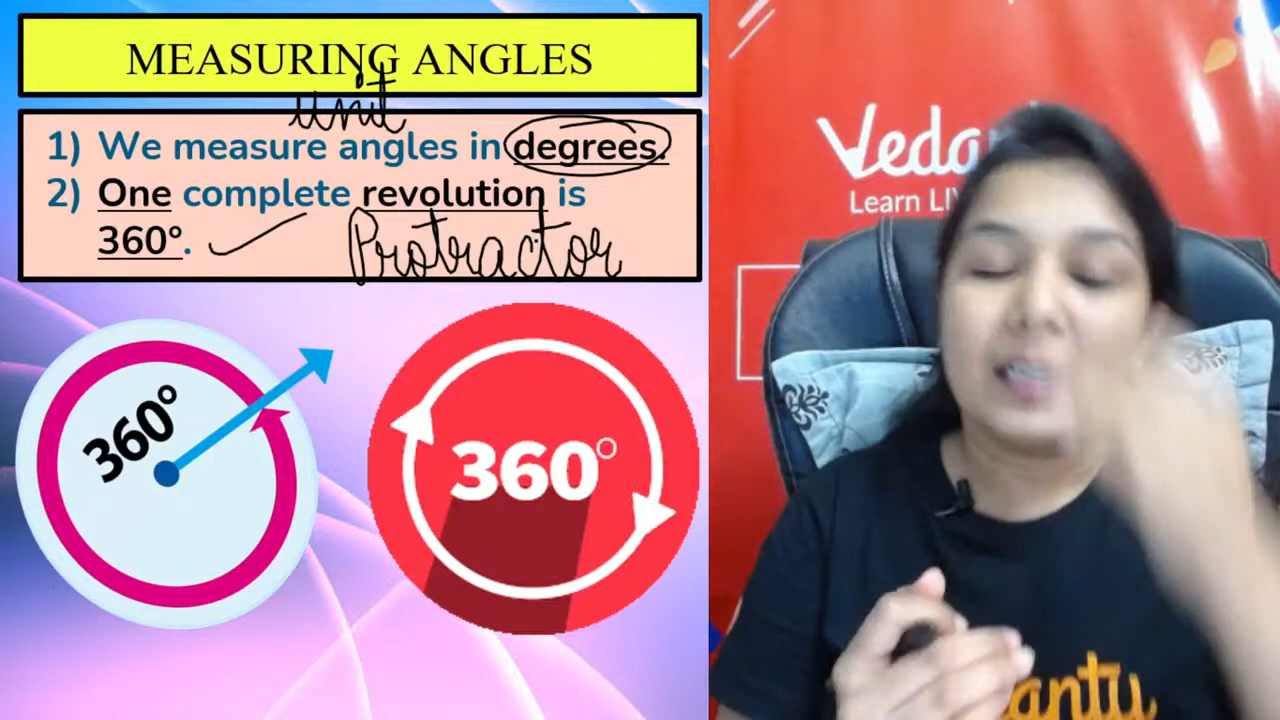 MEASURING ANGLES
unit
1) We measure angles in degrees.
2) One complete revolution is
360°.
Protractor
360°
360°
Learn
antu